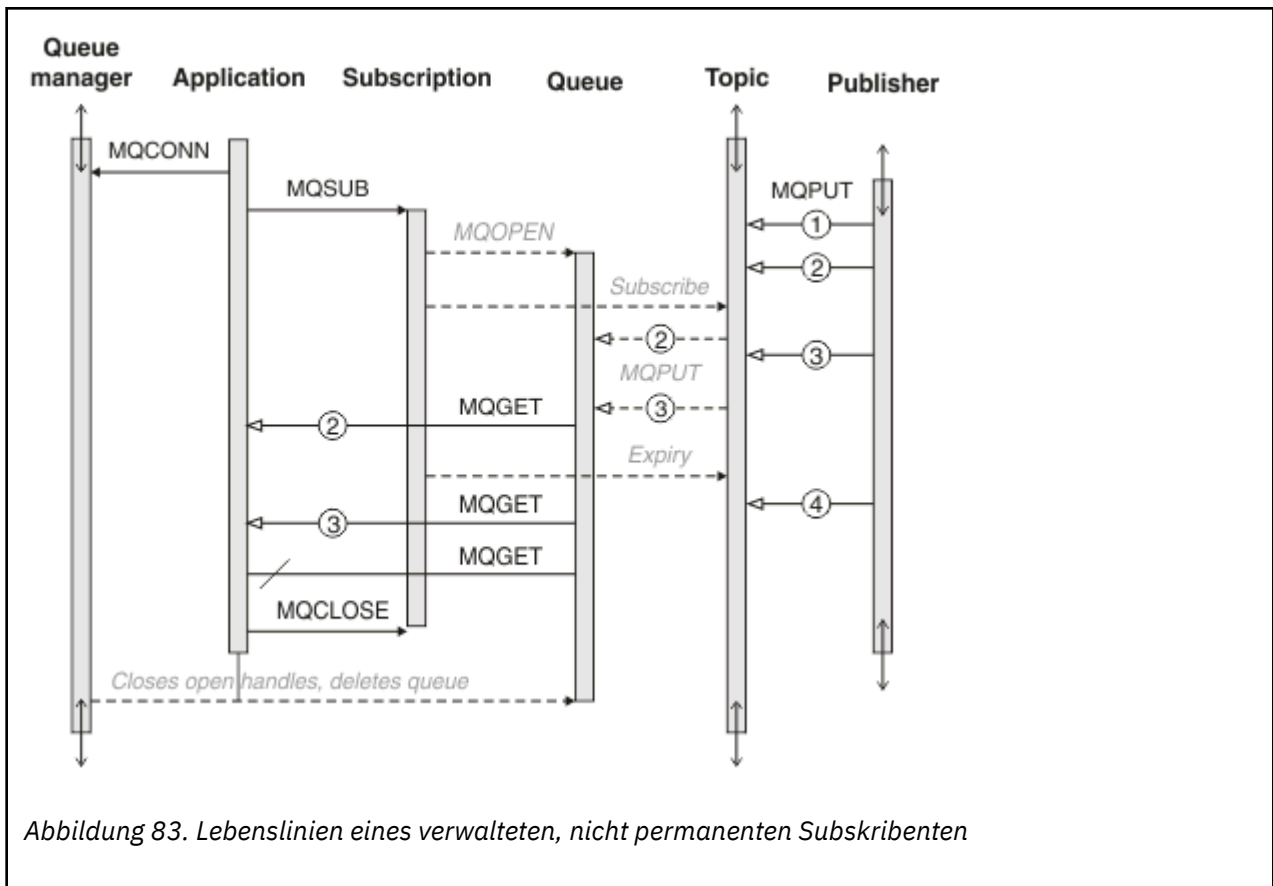 Queue
manager
Application
Subscription
Queue
Topic
Publisher
MQCONN
MQSUB
MQPUT
1
MQOPEN
2
Subscribe
2
3
MQPUT
3
MQGET
2
Expiry
MQGET
4
3
MQGET
MQCLOSE
Closes open handles, deletes queue
Abbildung 83. Lebenslinien eines verwalteten, nicht permanenten Subskribenten